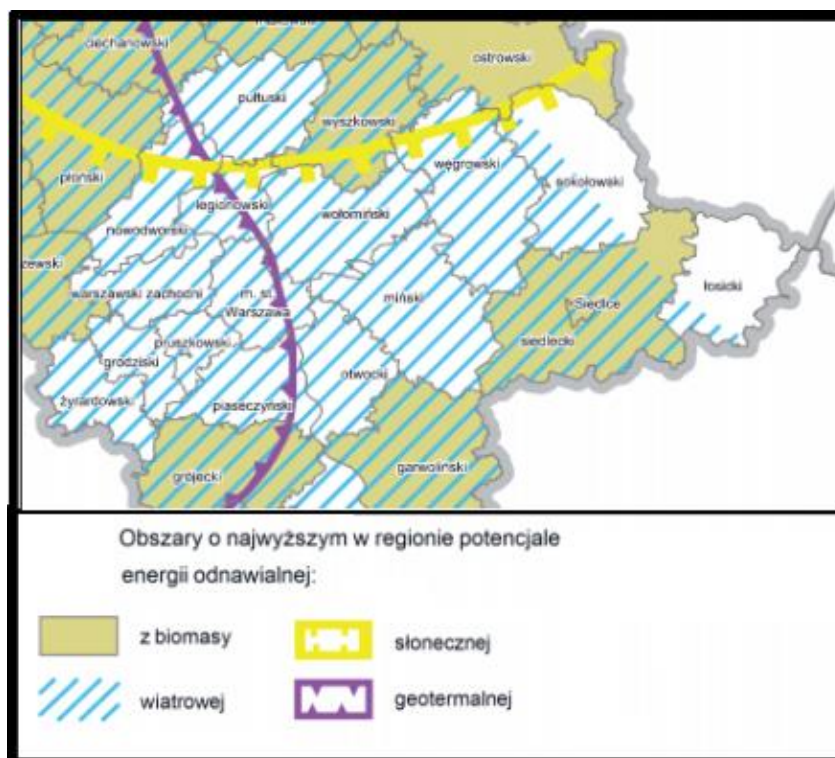 ciechanowski
ostrowski
pułtuski
wyszkowski
płoński
węgrowski
sokołowski
legionowski
wołomiński
nowodworski
łosicki
warszawski zachodni
m. st.
Warszawa
miński
Siedlce
siedlecki
pruszkowski
grodziski
otwocki
żyrardowski
piaseczyński
grójecki
garwoliński
Obszary o najwyższym w regionie potencjale
energii odnawialnej:
z biomasy
słonecznej
wiatrowej
geotermalnej